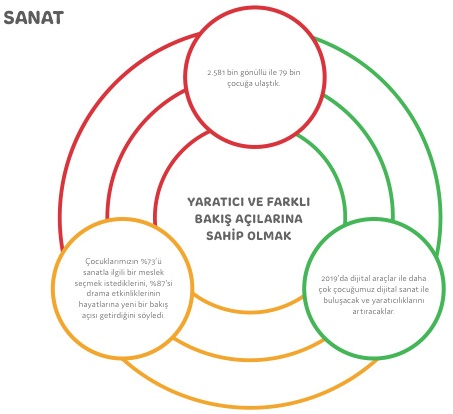 SANAT
2.581 bin gönüllü ile 79 bin
çocuğa ulaştık.
YARATICI VE FARKLI
BAKIŞ AÇILARINA
SAHİP OLMAK
Çocuklarımızın %73'ü
sanatla ilgili bir meslek
seçmek istediklerini, %87'si
drama etkinliklerinin
hayatlarına yeni bir bakış
açısı getirdiğini söyledi.
2019'da dijital araçlar ile daha
çok çocuğumuz dijital sanat ile
buluşacak ve yaratıcılıklarını
artıracaklar.